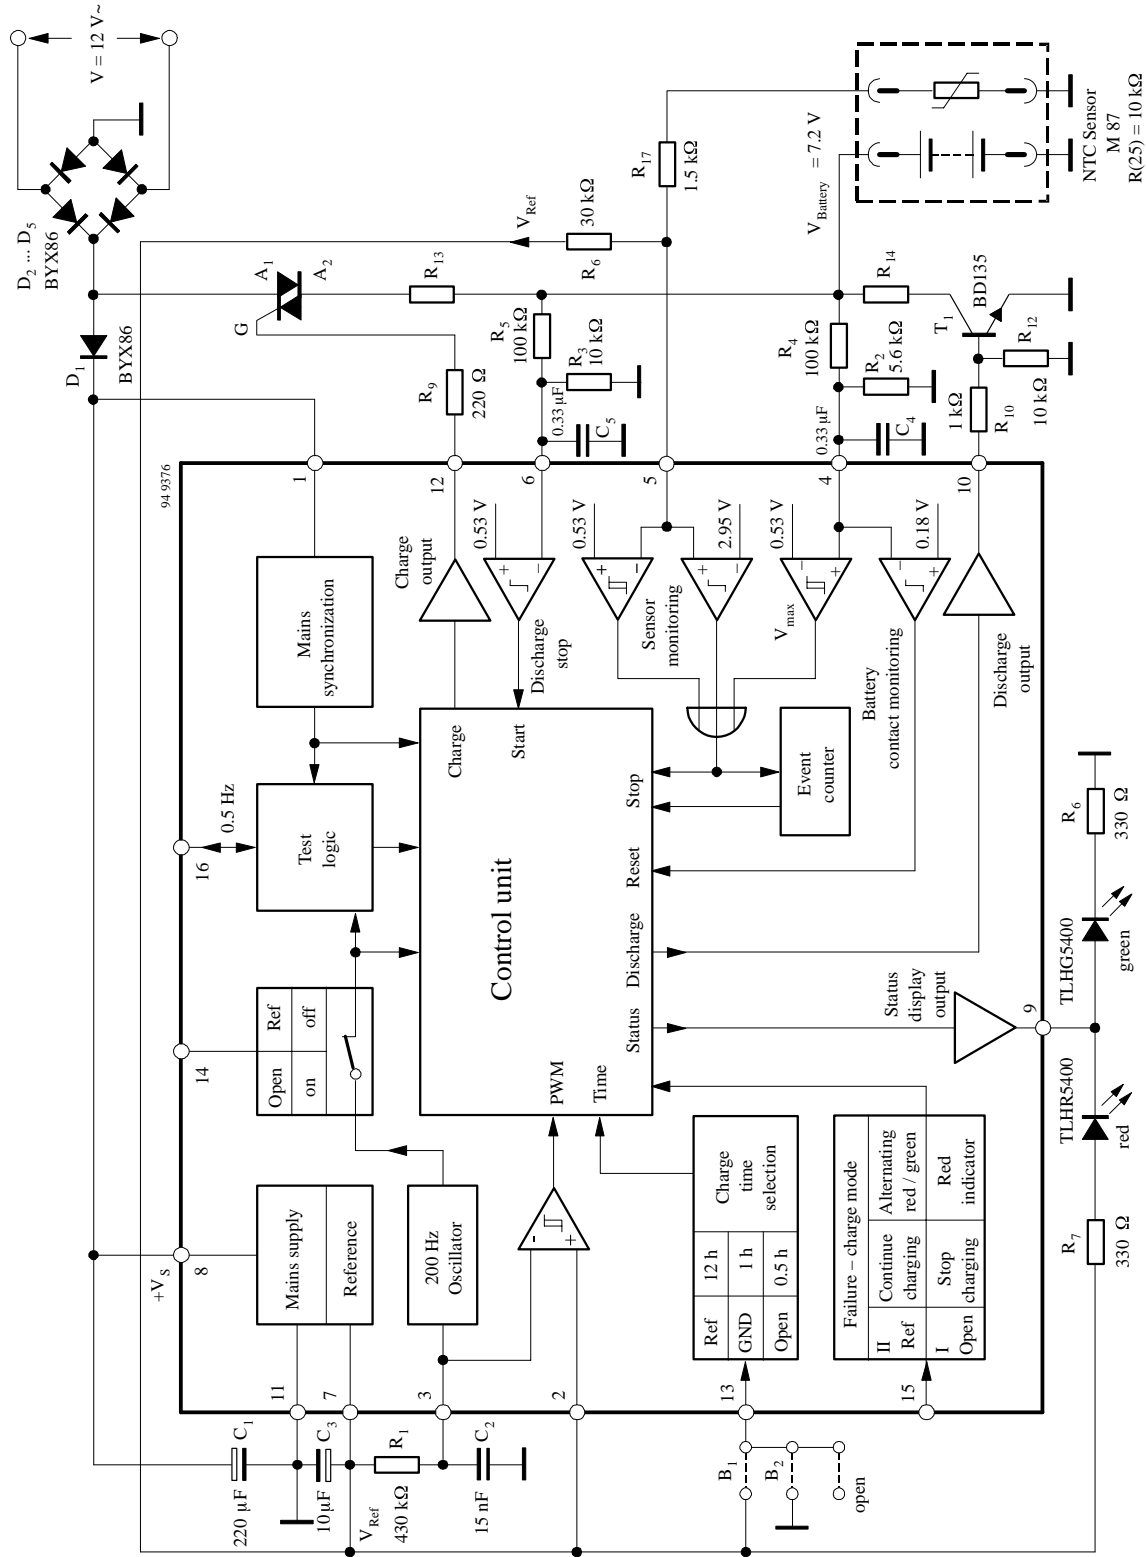 V = 12 V~
D2 ... D5
BYX86
D1
BYX86
A1
A2
G
R9
220 Ω
R13
R5
100 kΩ
R3
10 kΩ
0.33 μF
C5
VRef
R6
30 kΩ
R17
1.5 kΩ
VBattery = 7.2 V
NTC Sensor
M 87
R(25) = 10 kΩ
R4
100 kΩ
R2
5.6 kΩ
0.33 μF
C4
R14
T1
BD135
1 kΩ
R10
R12
10 kΩ
94 9376
1
12
6
5
4
10
Mains
synchronization
Charge
output
0.53 V
+
–
Discharge
stop
0.53 V
+
–
Sensor
monitoring
+
–
2.95 V
0.53 V
–
+
Vmax
–
+
0.18 V
Battery
contact monitoring
Discharge
output
16
0.5 Hz
Test
logic
Charge
Start
Stop
Reset
Discharge
Status
PWM
Time
Control unit
Event
counter
Status
display
output
9
14
Open
Ref
on
off
+VS
8
Mains supply
Reference
200 Hz
Oscillator
-
+
Ref
12 h
GND
1 h
Open
0.5 h
Charge
time
selection
Failure – charge mode
II
Ref
Continue
charging
Alternating
red / green
I
Open
Stop
charging
Red
indicator
11
7
3
2
13
15
C1
220 μF
C3
10 μF
VRef
R1
430 kΩ
C2
15 nF
B1
B2
open
R7
330 Ω
TLHR5400
red
TLHG5400
green
R6
330 Ω